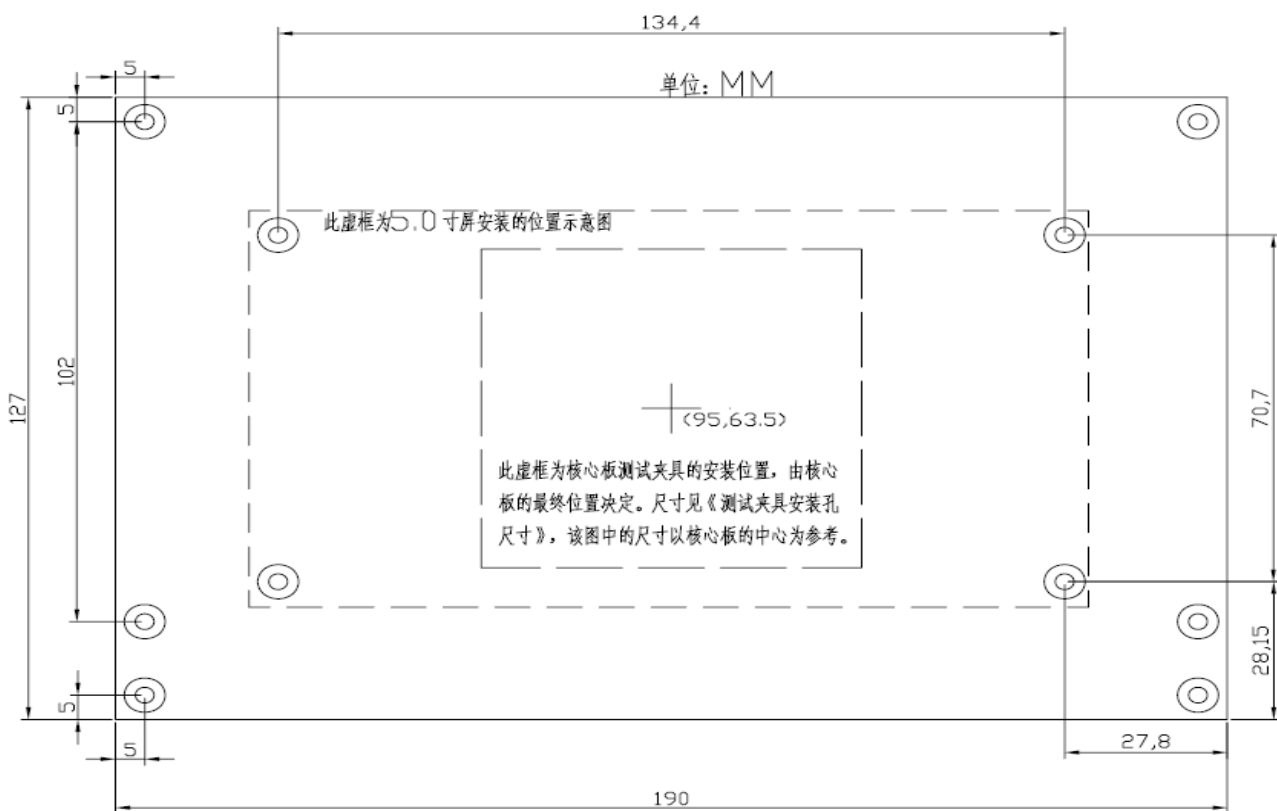 134,4
单位: MM
5
5
此虚框为5.0寸屏安装的位置示意图
102
127
70,7
(95,63.5)
此虚框为核心板测试夹具的安装位置，由核心
板的最终位置决定。尺寸见《测试夹具安装孔
尺寸》，该图中的尺寸以核心板的中心为参考。
28,15
5
5
27,8
190